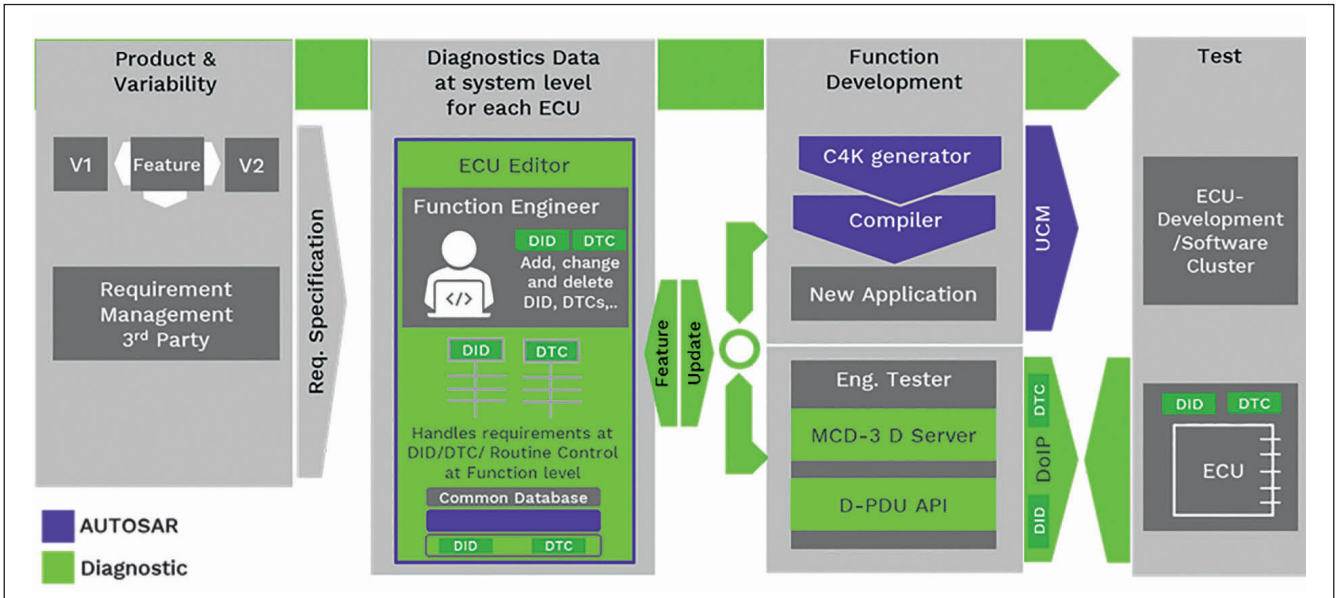 Product &
Variability
V1
Feature
V2
Requirement
Management
3rd Party
Req. Specification
Diagnostics Data
at system level
for each ECU
ECU Editor
Function Engineer
DID DTC
Add, change
and delete
DID, DTCs,..
</>
DID DTC
Handles requirements at
DID/DTC/ Routine Control
at Function level
Common Database
DID DTC
Feature
Update
Function
Development
C4K generator
Compiler
New Application
UCM
Eng. Tester
MCD-3 D Server
D-PDU API
DTC
DoIP
DID
Test
ECU-
Development
/Software
Cluster
DID DTC
ECU
AUTOSAR
Diagnostic